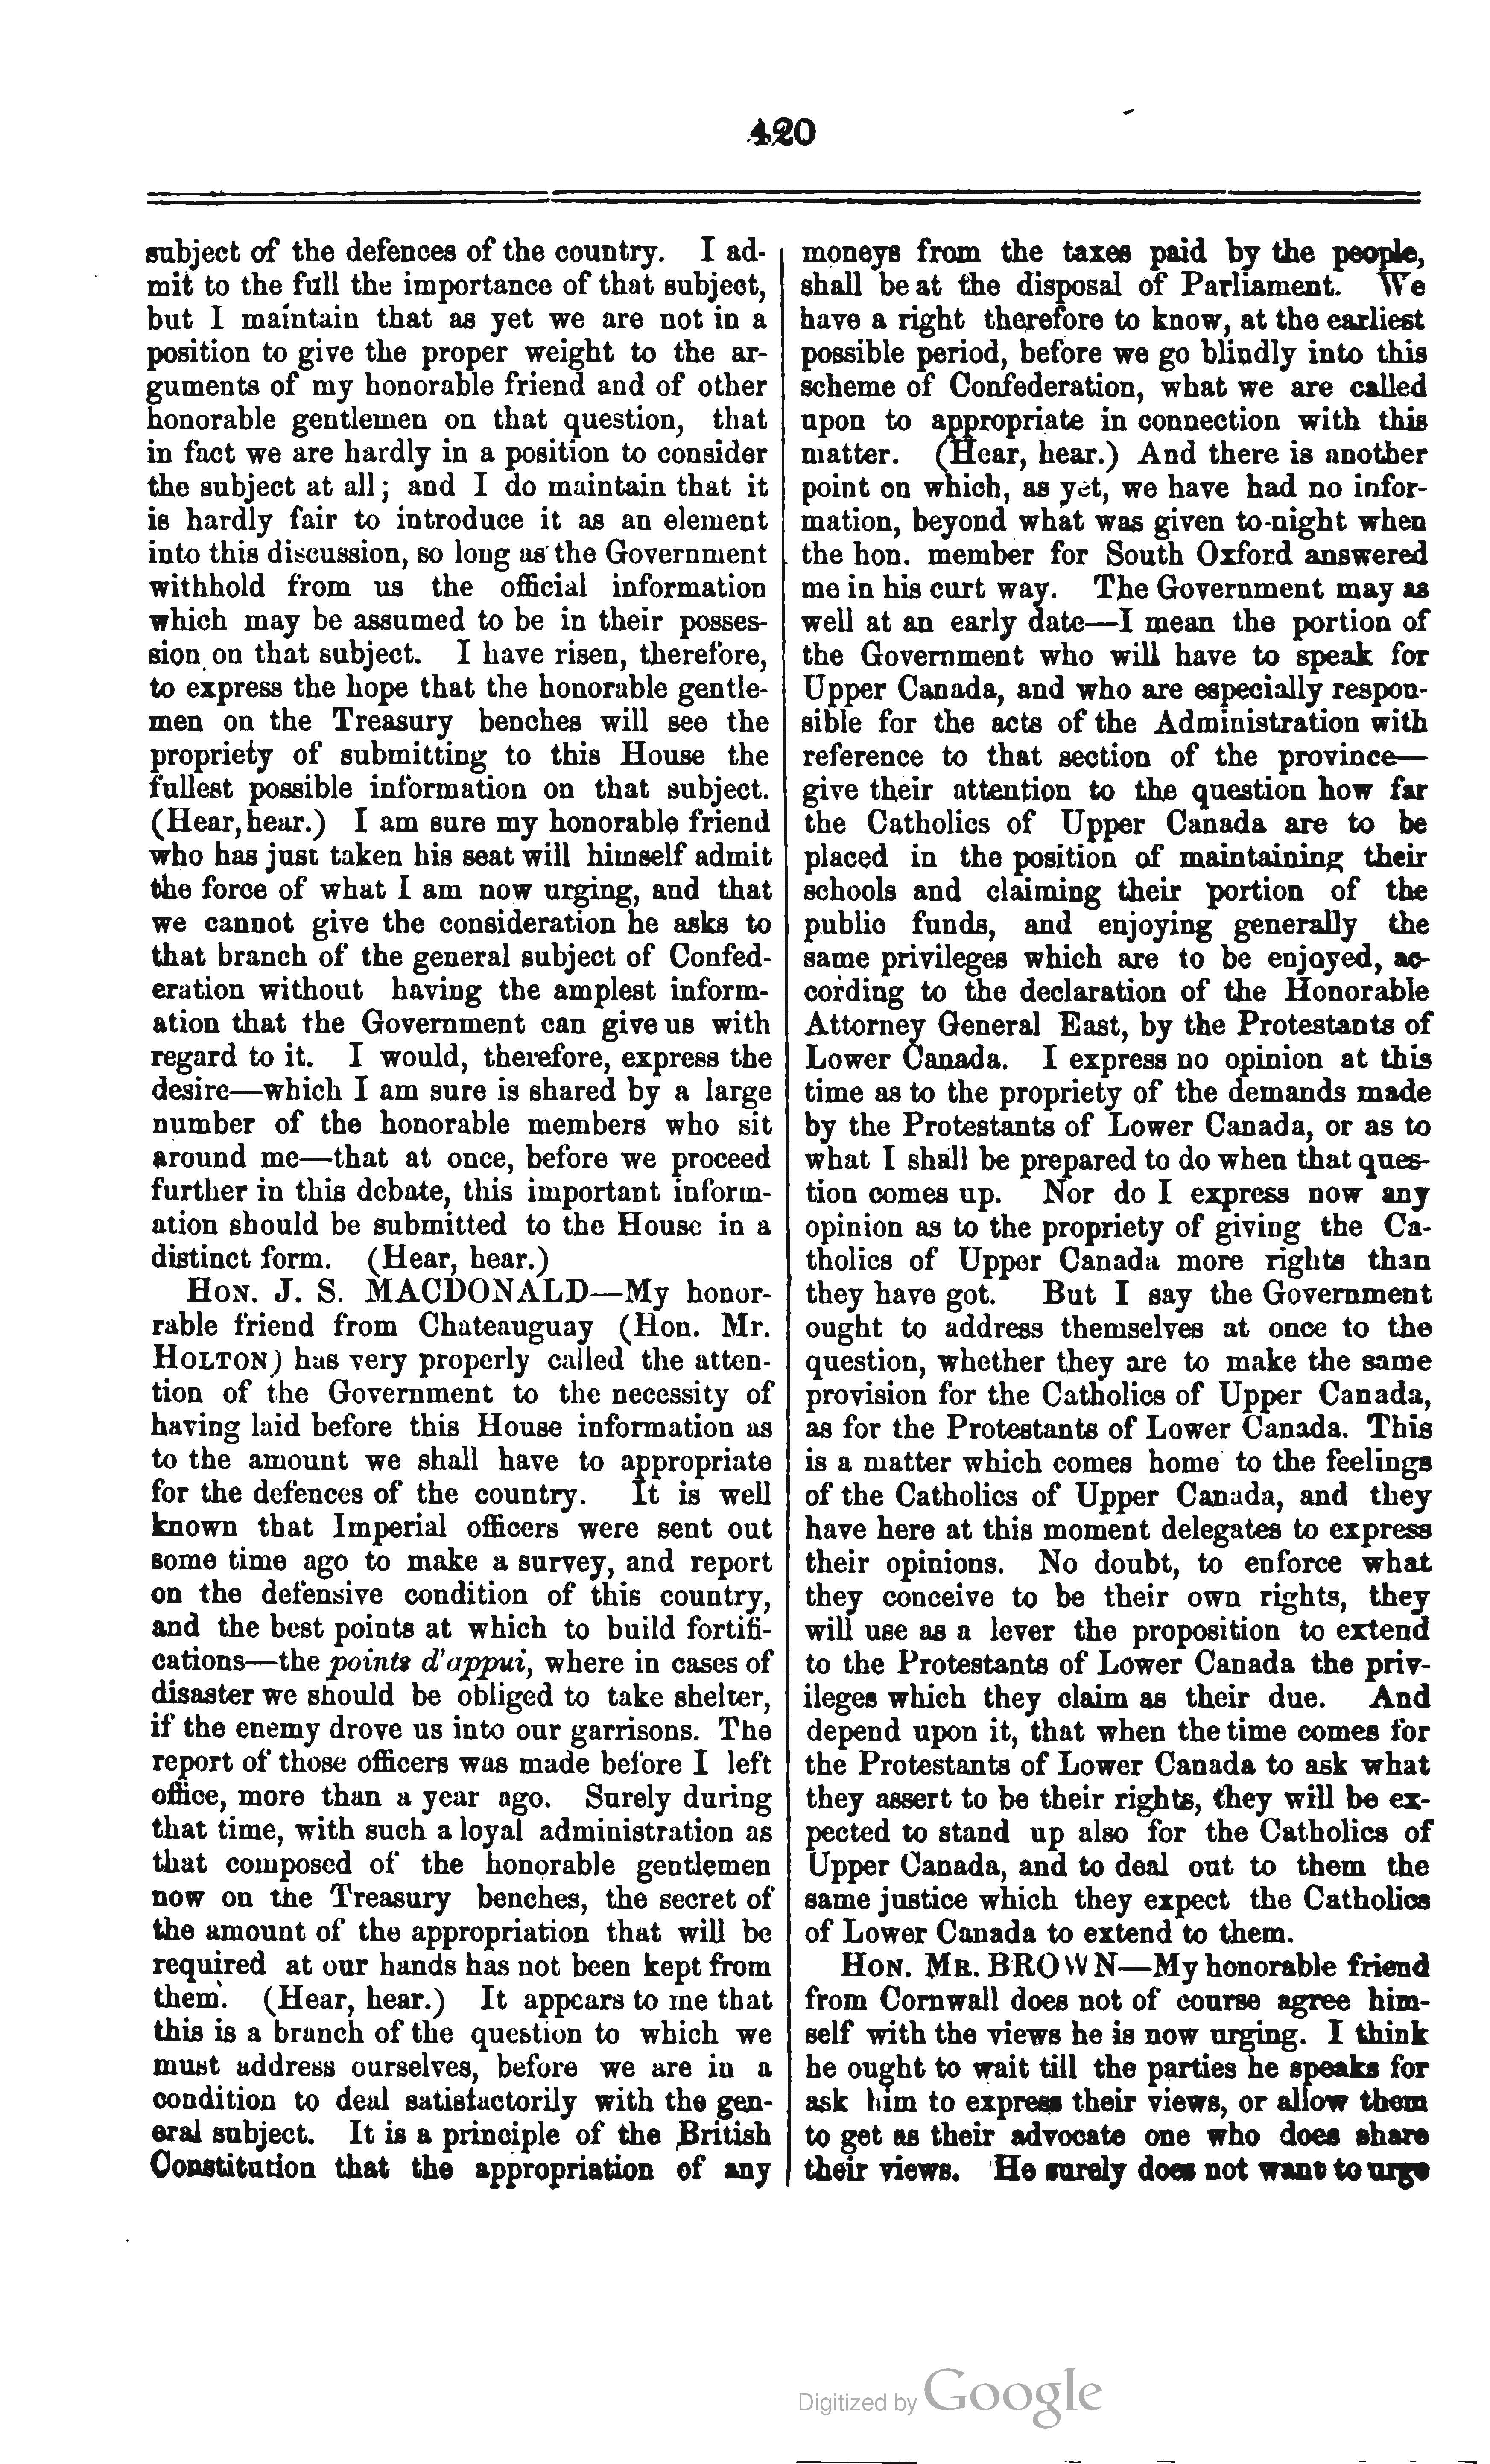 420
subject of the defences of the country. I ad-
mit to the full the importance of that subject,
but I maintain that as yet we are not in a
position to give the proper weight to the ar-
guments of my honorable friend and of other
honorable gentlemen on that question, that
in fact we are hardly in a position to consider
the subject at all; and I do maintain that it
is hardly fair to introduce it as an element
into this discussion, so long as the Government
withhold from us the official information
which may be assumed to be in their posses-
sion on that subject. I have risen, therefore,
to express the hope that the honorable gentle-
men on the Treasury benches will see the
propriety of submitting to this House the
fullest possible information on that subject.
(Hear, hear.) I am sure my honorable friend
who has just taken his seat will himself admit
the force of what I am now urging, and that
we cannot give the consideration he asks to
that branch of the general subject of Confed-
eration without having the amplest inform-
ation that the Government can give us with
regard to it. I would, therefore, express the
desire—which I am sure is shared by a large
number of the honorable members who sit
around me—that at once, before we proceed
further in this debate, this important inform-
ation should be submitted to the House in a
distinct form. (Hear, hear.)
HON. J. S. MACDONALD—My honor-
rable friend from Chateauguay (Hon. Mr.
HOLTON) has very properly called the atten-
tion of the Government to the necessity of
having laid before this House information as
to the amount we shall have to appropriate
for the defences of the country. It is well
known that Imperial officers were sent out
some time ago to make a survey, and report
on the defensive condition of this country,
and the best points at which to build fortifi-
cations—the points d'appui, where in cases of
disaster we should be obliged to take shelter,
if the enemy drove us into our garrisons. The
report of those officers was made before I left
office, more than a year ago. Surely during
that time, with such a loyal administration as
that composed of the honorable gentlemen
now on the Treasury benches, the secret of
the amount of the appropriation that will be
required at our hands has not been kept from
them. (Hear, hear.) It appears to me that
this is a branch of the question to which we
must address ourselves, before we are in a
condition to deal satisfactorily with the gen-
eral subject. It is a principle of the British
Constitution that the appropriation of any
moneys from the taxes paid by the people,
shall be at the disposal of Parliament. We
have a right therefore to know, at the earliest
possible period, before we go blindly into this
scheme of Confederation, what we are called
upon to appropriate in connection with this
matter. (Hear, hear.) And there is another
point on which, as yet, we have had no infor-
mation, beyond what was given to-night when
the hon. member for South Oxford answered
me in his curt way. The Government may as
well at an early date—I mean the portion of
the Government who will have to speak for
Upper Canada, and who are especially respon-
sible for the acts of the Administration with
reference to that section of the province—
give their attention to the question how far
the Catholics of Upper Canada are to be
placed in the position of maintaining their
schools and claiming their portion of the
public funds, and enjoying generally the
same privileges which are to be enjoyed, ac-
cording to the declaration of the Honorable
Attorney General East, by the Protestants of
Lower Canada. I express no opinion at this
time as to the propriety of the demands made
by the Protestants of Lower Canada, or as to
what I shall be prepared to do when that ques-
tion comes up. Nor do I express now any
opinion as to the propriety of giving the Ca-
tholics of Upper Canada more rights than
they have got. But I say the Government
ought to address themselves at once to the
question, whether they are to make the same
provision for the Catholics of Upper Canada,
as for the Protestants of Lower Canada. This
is a matter which comes home to the feelings
of the Catholics of Upper Canada, and they
have here at this moment delegates to express
their opinions. No doubt, to enforce what
they conceive to be their own rights, they
will use as a lever the proposition to extend
to the Protestants of Lower Canada the priv-
ileges which they claim as their due. And
depend upon it, that when the time comes for
the Protestants of Lower Canada to ask what
they assert to be their rights, they will be ex-
pected to stand up also for the Catholics of
Upper Canada, and to deal out to them the
same justice which they expect the Catholics
of Lower Canada to extend to them.
HON. MR. BROWN—My honorable friend
from Cornwall does not of course agree him-
self with the views he is now urging. I think
he ought to wait till the parties he speaks for
ask him to express their views, or allow them
to get as their advocate one who does share
their views. He surely does not want to urge
Digitized by Google